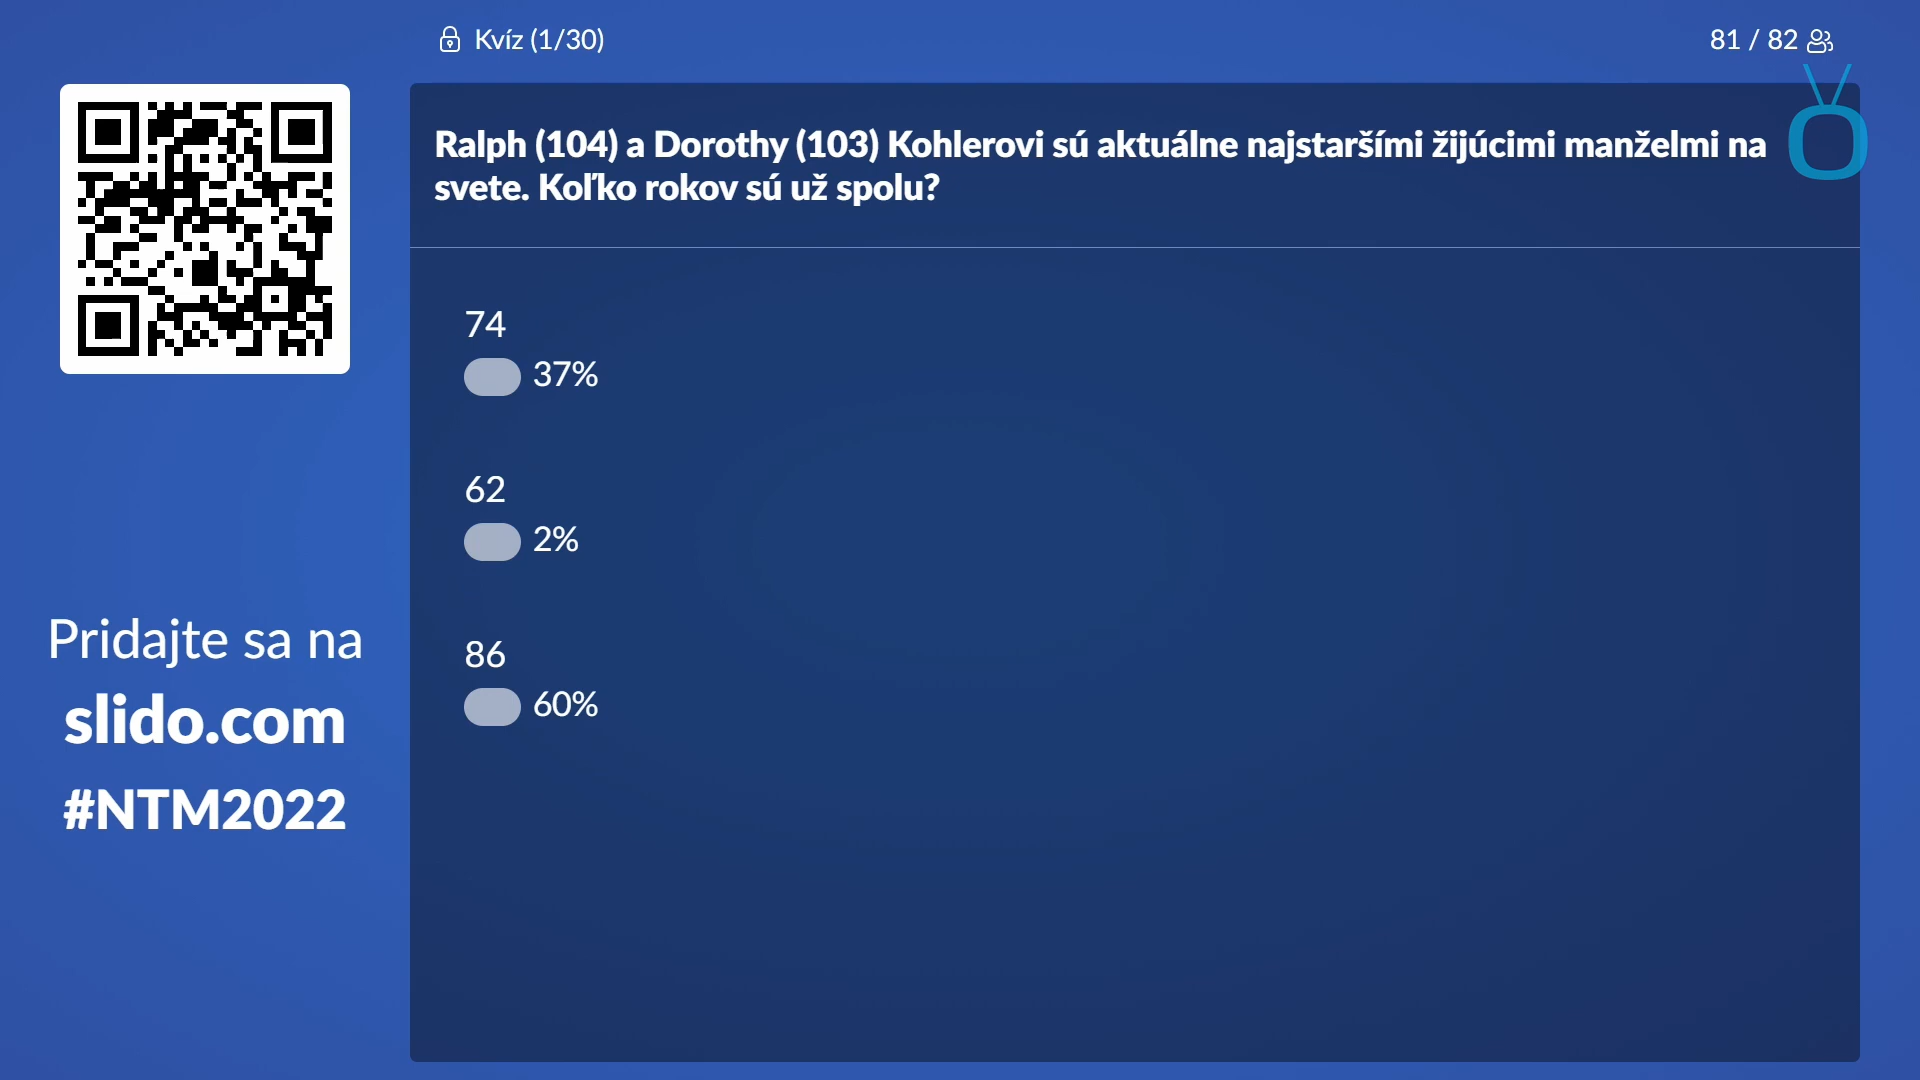 Kvíz (1/30)
81 / 82
Ralph (104) a Dorothy (103) Kohlerovi sú aktuálne najstaršími žijúcimi manželmi na
svete. Koľko rokov sú už spolu?
74
37%
62
2%
86
60%
Pridajte sa na
slido.com
#NTM2022